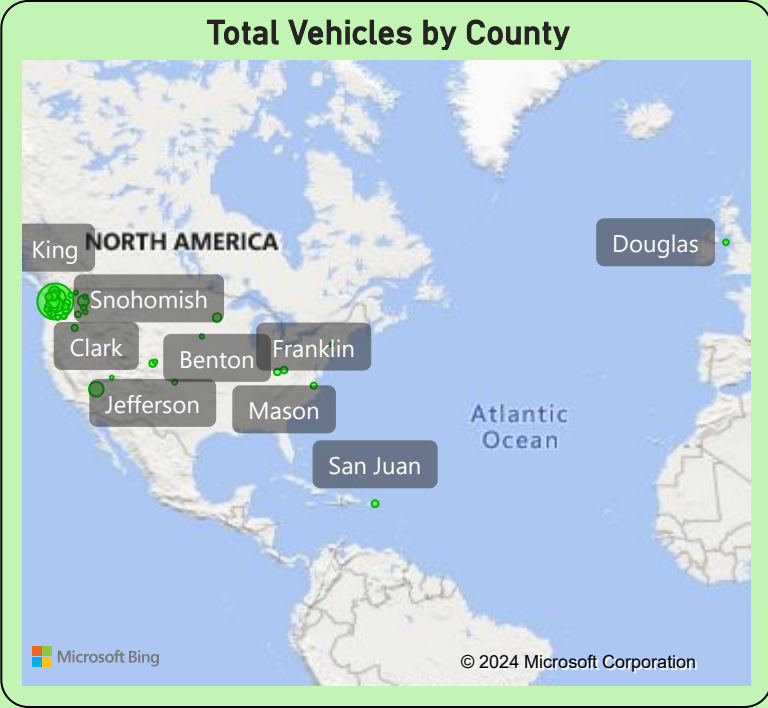 Total Vehicles by County
NORTH AMERICA
King
Douglas
Snohomish
Clark
Benton
Franklin
Jefferson
Mason
Atlantic
Ocean
San Juan
Microsoft Bing
© 2024 Microsoft Corporation